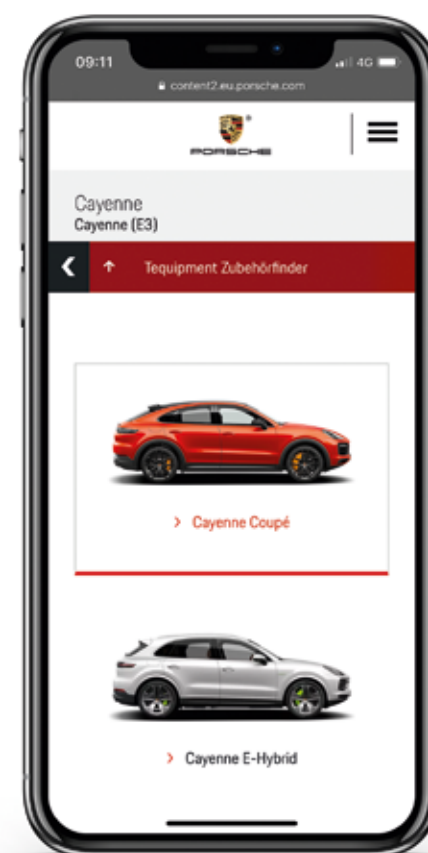 09:11
4G
content2.eu.porsche.com
PORSCHE
Cayenne
Cayenne (E3)
Tequipment Zubehörfinder
Cayenne Coupé
Cayenne E-Hybrid